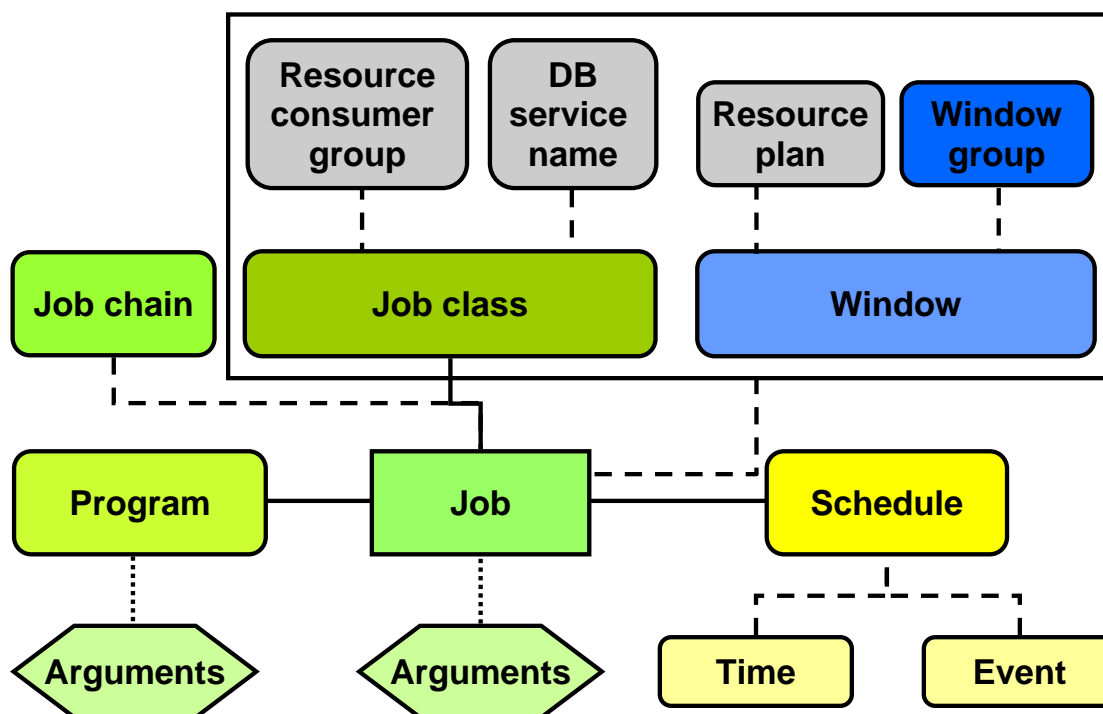 Resource
consumer
group
DB
service
name
Resource
plan
Window
group
Job chain
Job class
Window
Program
Job
Schedule
Arguments
Arguments
Time
Event